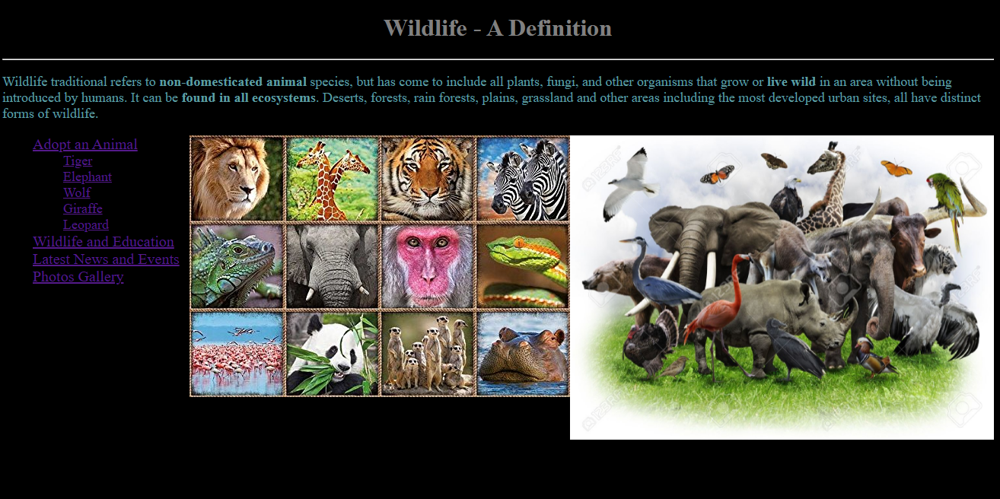 Wildlife - A Definition
Wildlife traditional refers to non-domesticated animal species, but has come to include all plants, fungi, and other organisms that grow or live wild in an area without being
introduced by humans. It can be found in all ecosystems. Deserts, forests, rain forests, plains, grassland and other areas including the most developed urban sites, all have distinct
forms of wildlife.
Adopt an Animal
Tiger
Elephant
Wolf
Giraffe
Leopard
Wildlife and Education
Latest News and Events
Photos Gallery